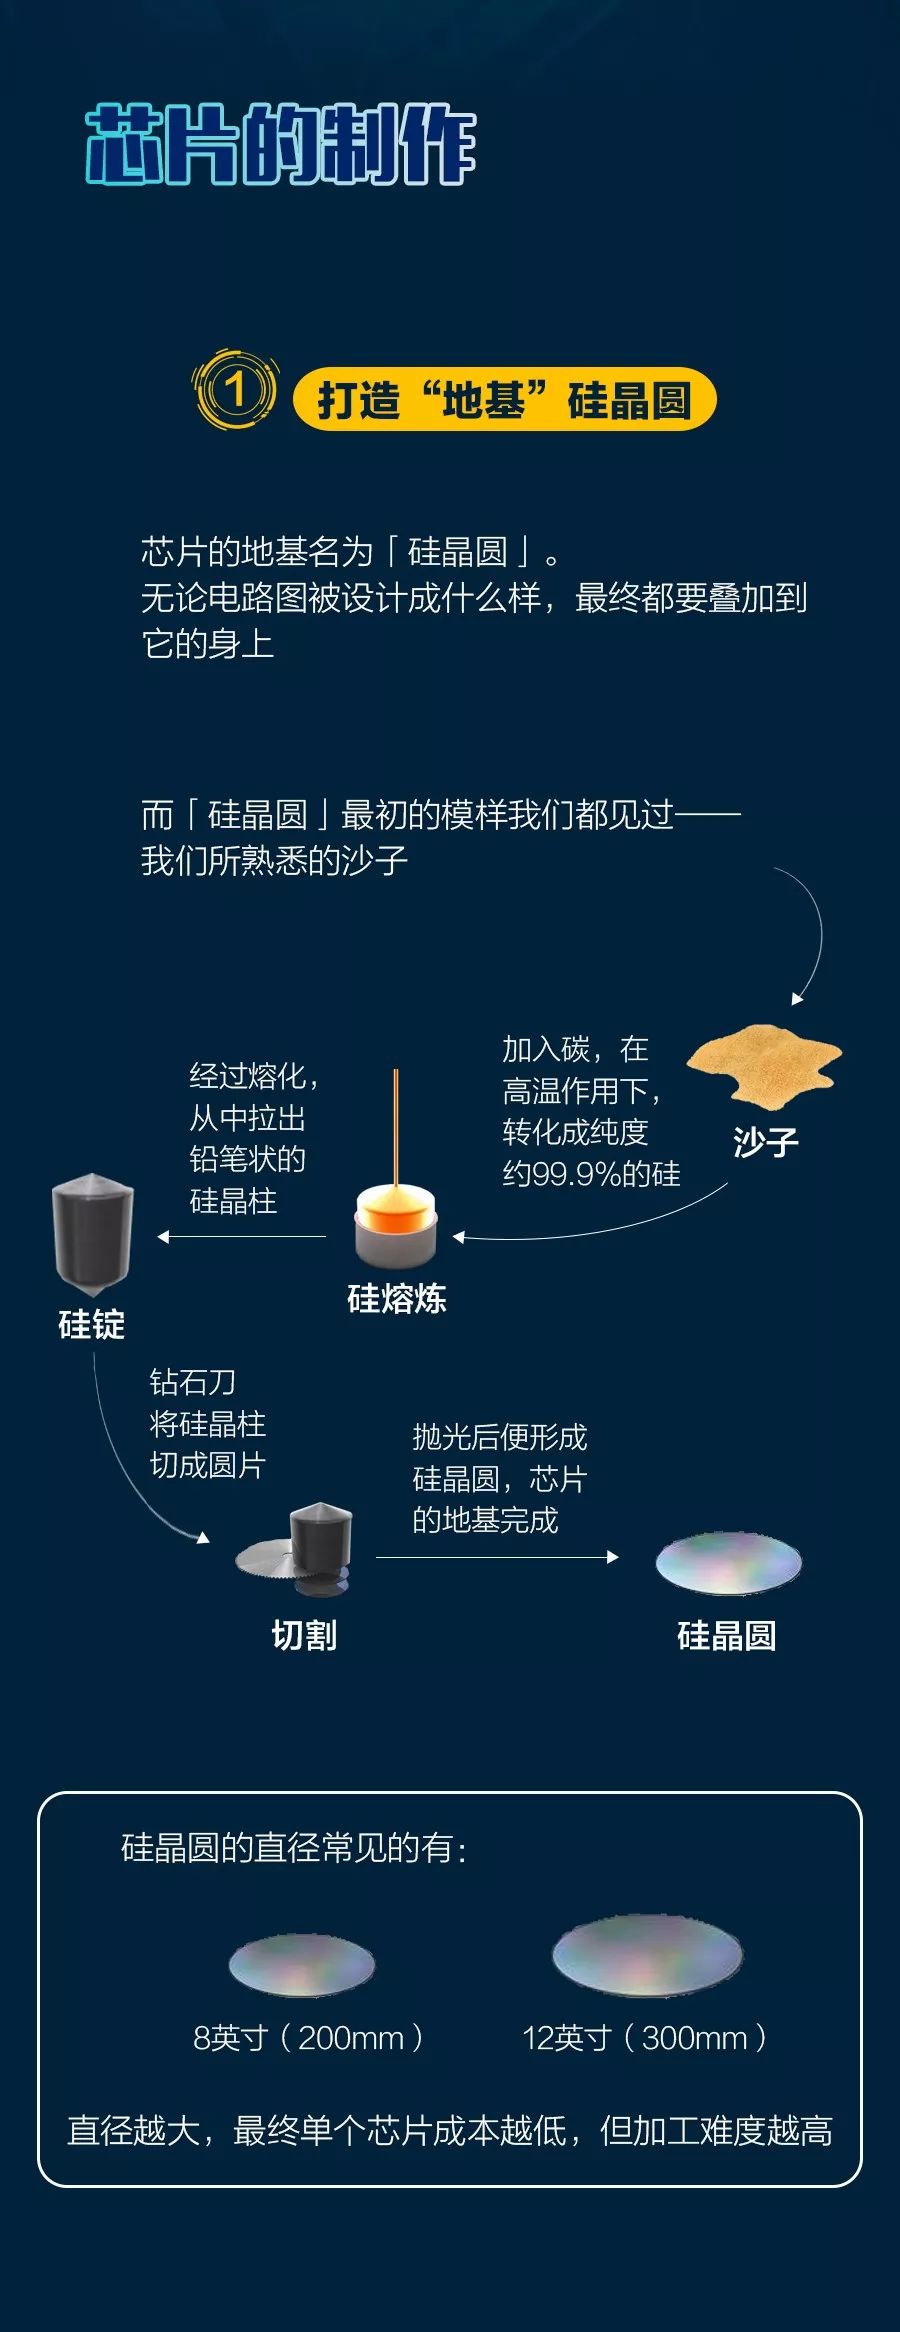 芯片的制作
1
打造“地基”硅晶圆
芯片的地基名为「硅晶圆」。
无论电路图被设计成什么样，最终都要叠加到
它的身上
而「硅晶圆」最初的模样我们都见过——
我们所熟悉的沙子
加入碳，在
高温作用下，
转化成纯度
约99.9%的硅
沙子
经过熔化，
从中拉出
铅笔状的
硅晶柱
硅熔炼
硅锭
钻石刀
将硅晶柱
切成圆片
抛光后便形成
硅晶圆，芯片
的地基完成
切割
硅晶圆
硅晶圆的直径常见的有：
8英寸（200mm）
12英寸（300mm）
直径越大，最终单个芯片成本越低，但加工难度越高